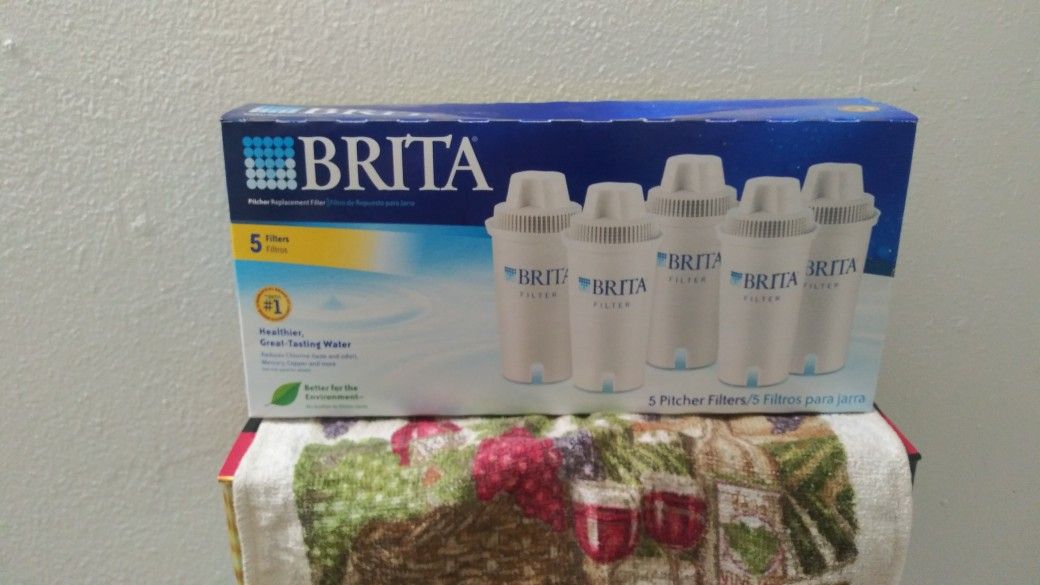 BRITA
Pitcher Replacement Filter | Filtro de Repuesto para Jarra
5 Filters
Filtros
#1
Healthier,
Great-Tasting Water
Reduces Chlorine (taste and odor),
Mercury, Copper and more
Better for the
Environment
BRITA
FILTER
BRITA
FILTER
BRITA
FILTER
BRITA
FILTER
BRITA
5 Pitcher Filters/5 Filtros para jarra